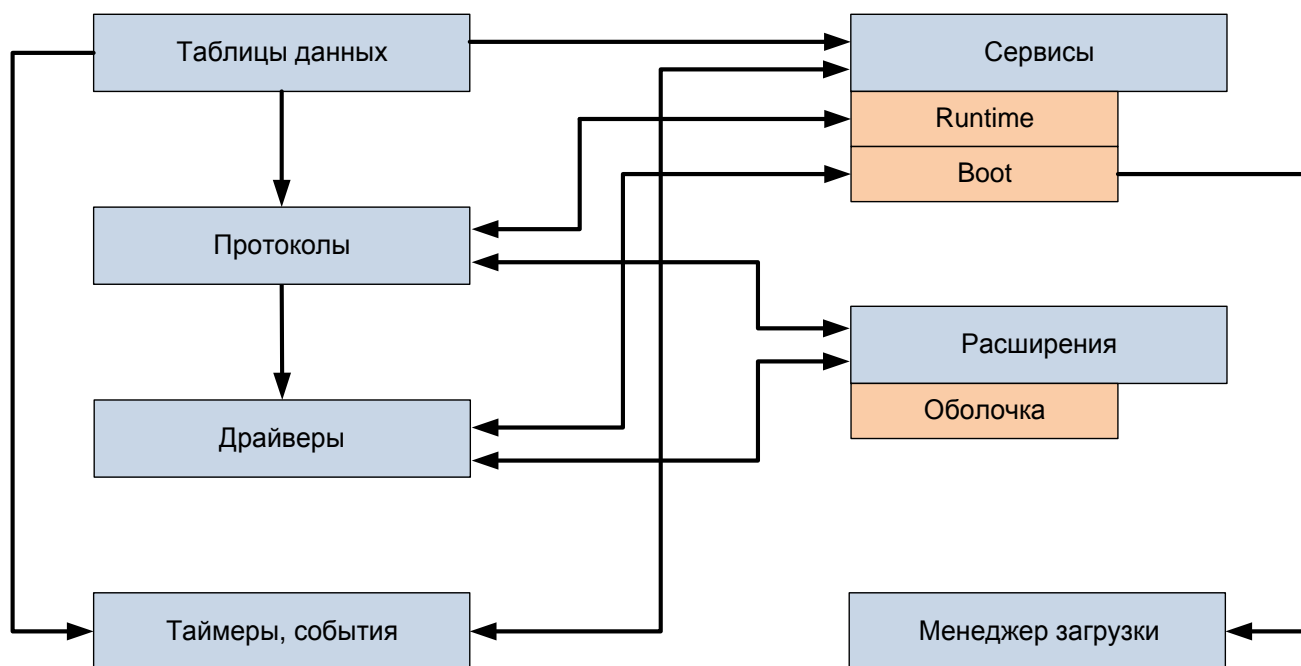 Таблицы данных
Сервисы
Runtime
Boot
Протоколы
Расширения
Оболочка
Драйверы
Таймеры, события
Менеджер загрузки